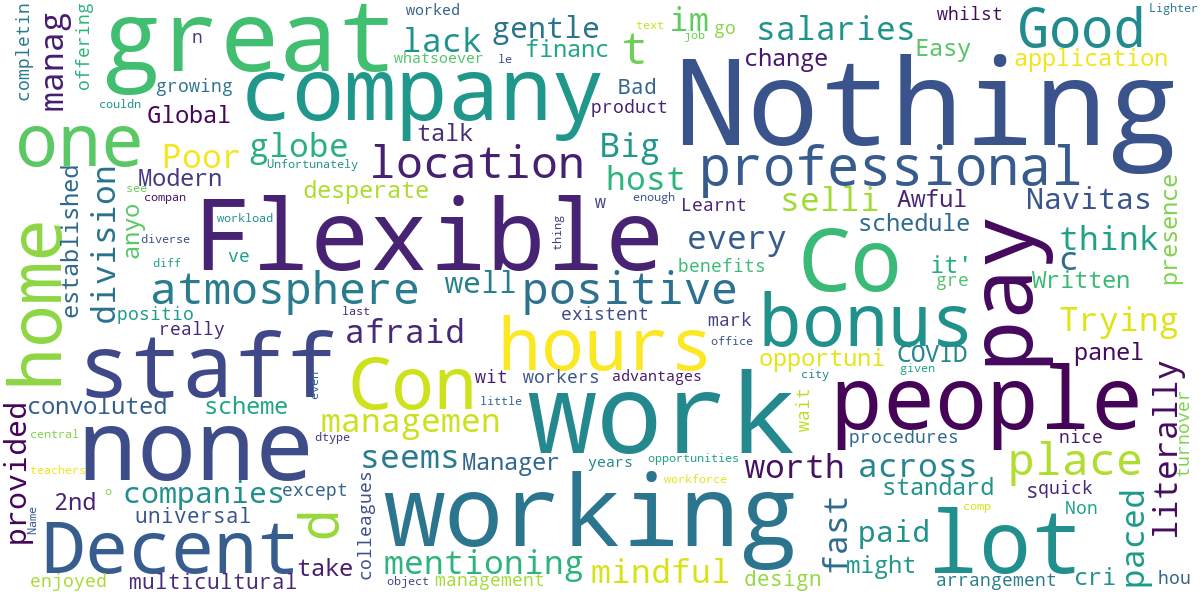 completin
manag
offering
great
n
worked
lack
whatsoever
gentle
le
financ
im
t
text
job
go
salaries
change
whilst
Easy
Good
application
Lighter
growing
couldn
Global
company
Bad
product
Nothing
one
Poor
globe
Unfortunately
talk
location
Big
host
professional
Modern
see
compan
desperate
w
enough
Learnt
selli
Awful
Navitas
presence
established
division
anyo
diverse
diff
workload
ve
Flexible
thing
every
benefits
schedule
Co
it'
gre
think
C
Written
home
atmosphere
well
positive
positio
really
last
afraid
existent
mark
office
bonus
pay
Trying
panel
staff
even
hours
opportuni
COVID
given
city
Con
wit
workers
advantages
little
people
literally
turnover
convoluted
scheme
managemen
work
wait
procedures
nice
provided
central
none
dtype
seems
Manager
years
opportunities
workforce
worth
across
place
teachers
2nd
o
companies
except
colleagues
working
standard
s
quick
Non
comp
Name
universal
Decent
d
take
mentioning
mindful
design
fast
paid
might
lot
paced
enjoyed
multicultural
object
management
arrangement
cri
hou